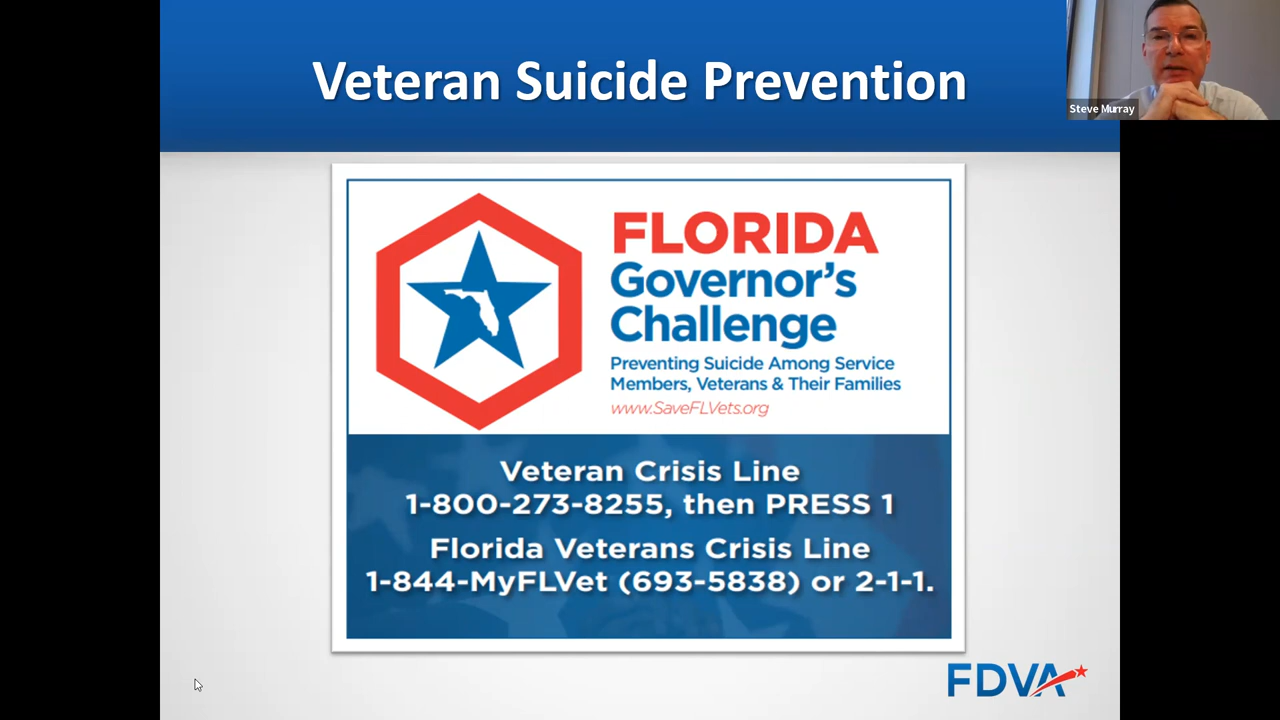 Veteran Suicide Prevention
Steve Murray
FLORIDA
Governor's
Challenge
Preventing Suicide Among Service
Members, Veterans & Their Families
www.SaveFLVets.org
Veteran Crisis Line
1-800-273-8255, then PRESS 1
Florida Veterans Crisis Line
1-844-MyFLVet (693-5838) or 2-1-1.
FDVA